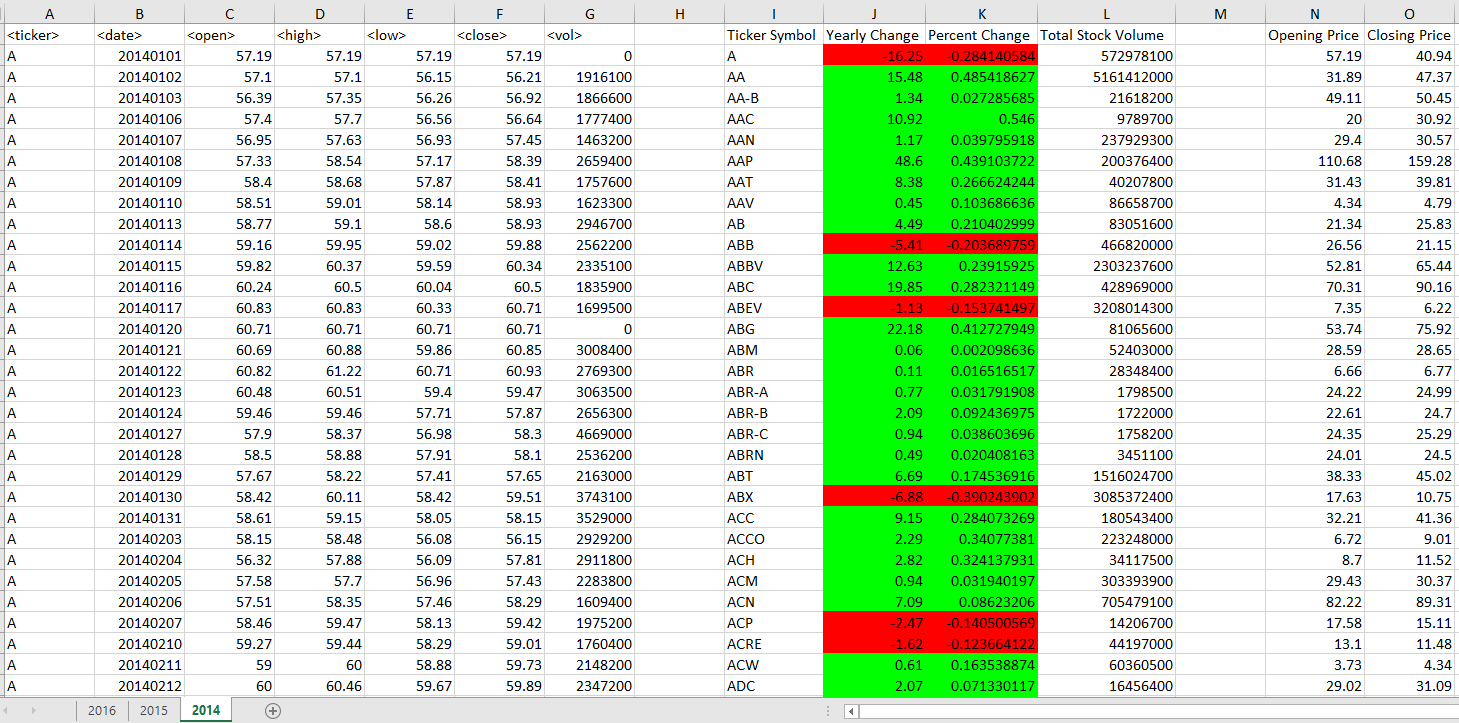 A B C D E F G H I J K L M N O
<ticker> <date> <open> <high> <low> <close> <vol> Ticker Symbol Yearly Change Percent Change Total Stock Volume Opening Price Closing Price
A 20140101 57.19 57.19 57.19 57.19 0 A -16.25 -0.284140584 572978100 57.19 40.94
A 20140102 57.1 57.1 56.15 56.21 1916100 AA 15.48 0.485418627 5161412000 31.89 47.37
A 20140103 56.39 57.35 56.26 56.92 1866600 AA-B 1.34 0.027285685 21618200 49.11 50.45
A 20140106 57.4 57.7 56.56 56.64 1777400 AAC 10.92 0.546 9789700 20 30.92
A 20140107 56.95 57.63 56.93 57.45 1463200 AAN 1.17 0.039795918 237929300 29.4 30.57
A 20140108 57.33 58.54 57.17 58.39 2659400 AAP 48.6 0.439103722 200376400 110.68 159.28
A 20140109 58.4 58.68 57.87 58.41 1757600 AAT 8.38 0.266624244 40207800 31.43 39.81
A 20140110 58.51 59.01 58.14 58.93 1623300 AAV 0.45 0.103686636 86658700 4.34 4.79
A 20140113 58.77 59.1 58.6 58.93 2946700 AB 4.49 0.210402999 83051600 21.34 25.83
A 20140114 59.16 59.95 59.02 59.88 2562200 ABB -5.41 -0.203689759 466820000 26.56 21.15
A 20140115 59.82 60.37 59.59 60.34 2335100 ABBV 12.63 0.23915925 2303237600 52.81 65.44
A 20140116 60.24 60.5 60.04 60.5 1835900 ABC 19.85 0.282321149 428969000 70.31 90.16
A 20140117 60.83 60.83 60.33 60.71 1699500 ABEV -1.13 -0.153741497 3208014300 7.35 6.22
A 20140120 60.71 60.71 60.71 60.71 0 ABG 22.18 0.412727949 81065600 53.74 75.92
A 20140121 60.69 60.88 59.86 60.85 3008400 ABM 0.06 0.002098636 52403000 28.59 28.65
A 20140122 60.82 61.22 60.71 60.93 2769300 ABR 0.11 0.016516517 28348400 6.66 6.77
A 20140123 60.48 60.51 59.4 59.47 3063500 ABR-A 0.77 0.031791908 1798500 24.22 24.99
A 20140124 59.46 59.46 57.71 57.87 2656300 ABR-B 2.09 0.092436975 1722000 22.61 24.7
A 20140127 57.9 58.37 56.98 58.3 4669000 ABR-C 0.94 0.038603696 1758200 24.35 25.29
A 20140128 58.5 58.88 57.91 58.1 2536200 ABRN 0.49 0.020408163 3451100 24.01 24.5
A 20140129 57.67 58.22 57.41 57.65 2163000 ABT 6.69 0.174536916 1516024700 38.33 45.02
A 20140130 58.42 60.11 58.42 59.51 3743100 ABX -6.88 -0.390243902 3085372400 17.63 10.75
A 20140131 58.61 59.15 58.05 58.15 3529000 ACC 9.15 0.284073269 180543400 32.21 41.36
A 20140203 58.15 58.48 56.08 56.15 2929200 ACCO 2.29 0.34077381 223248000 6.72 9.01
A 20140204 56.32 57.88 56.09 57.81 2911800 ACH 2.82 0.324137931 34117500 8.7 11.52
A 20140205 57.58 57.7 56.96 57.43 2283800 ACM 0.94 0.031940197 303393900 29.43 30.37
A 20140206 57.51 58.35 57.46 58.29 1609400 ACN 7.09 0.08623206 705479100 82.22 89.31
A 20140207 58.46 59.47 58.13 59.42 1975200 ACP -2.47 -0.140500569 14206700 17.58 15.11
A 20140210 59.27 59.44 58.29 59.01 1760400 ACRE -1.62 -0.123664122 44197000 13.1 11.48
A 20140211 59 60 58.88 59.73 2148200 ACW 0.61 0.163538874 60360500 3.73 4.34
A 20140212 60 60.46 59.67 59.89 2347200 ADC 2.07 0.071330117 16456400 29.02 31.09
2016 2015 2014